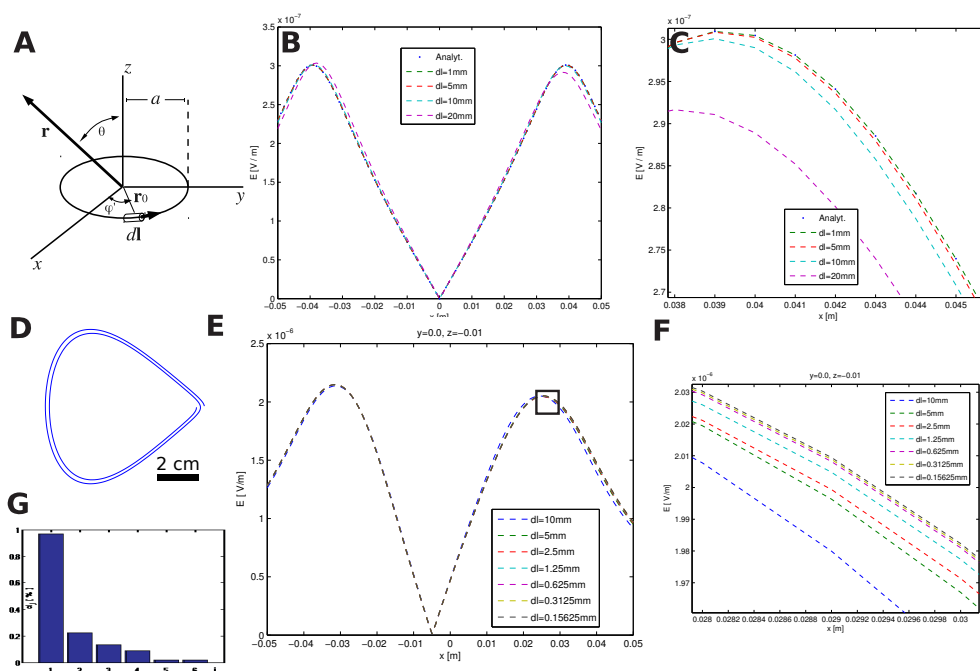 A
z
a
θ
r
r₀
φ'
y
dl
x
B
x 10⁻⁷
3.5
3
2.5
2
1.5
1
0.5
0
E [V / m]
Analyt.
dl=1mm
dl=5mm
dl=10mm
dl=20mm
−0.05 −0.04 −0.03 −0.02 −0.01 0 0.01 0.02 0.03 0.04 0.05
x [m]
C
x 10⁻⁷
3
2.95
2.9
2.85
2.8
2.75
2.7
E [V / m]
Analyt.
dl=1mm
dl=5mm
dl=10mm
dl=20mm
0.038 0.039 0.04 0.041 0.042 0.043 0.044 0.045
x [m]
D
2 cm
E
y=0.0, z=−0.01
x 10⁻⁶
2.5
2
1.5
1
0.5
0
E [ V/m]
dl=10mm
dl=5mm
dl=2.5mm
dl=1.25mm
dl=0.625mm
dl=0.3125mm
dl=0.15625mm
−0.05 −0.04 −0.03 −0.02 −0.01 0 0.01 0.02 0.03 0.04 0.05
x [m]
F
y=0.0, z=−0.01
x 10⁻⁶
2.03
2.02
2.01
2
1.99
1.98
1.97
E [V/m]
dl=10mm
dl=5mm
dl=2.5mm
dl=1.25mm
dl=0.625mm
dl=0.3125mm
dl=0.15625mm
0.028 0.0282 0.0284 0.0286 0.0288 0.029 0.0292 0.0294 0.0296 0.0298 0.03
x [m]
G
1
0.8
0.6
0.4
0.2
0
[%]
1 2 3 4 5 6 i